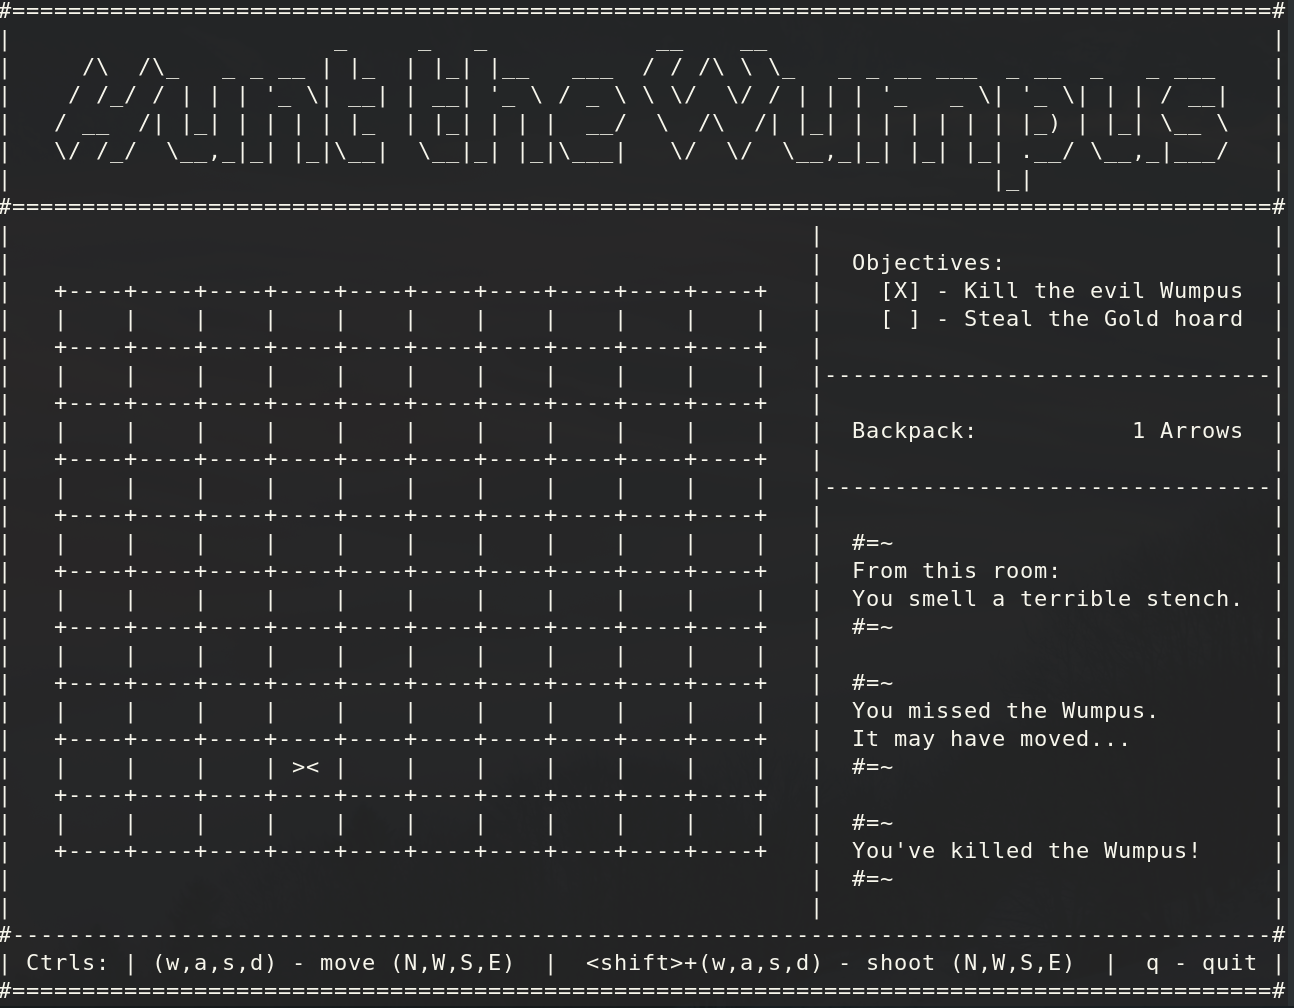 Hunt the Wumpus
Objectives:
[X] - Kill the evil Wumpus
[ ] - Steal the Gold hoard
Backpack: 1 Arrows
#=~
From this room:
You smell a terrible stench.
#=~
#=~
You missed the Wumpus.
It may have moved...
#=~
><
#=~
You've killed the Wumpus!
#=~
Ctrls: | (w,a,s,d) - move (N,W,S,E) | <shift>+(w,a,s,d) - shoot (N,W,S,E) | q - quit